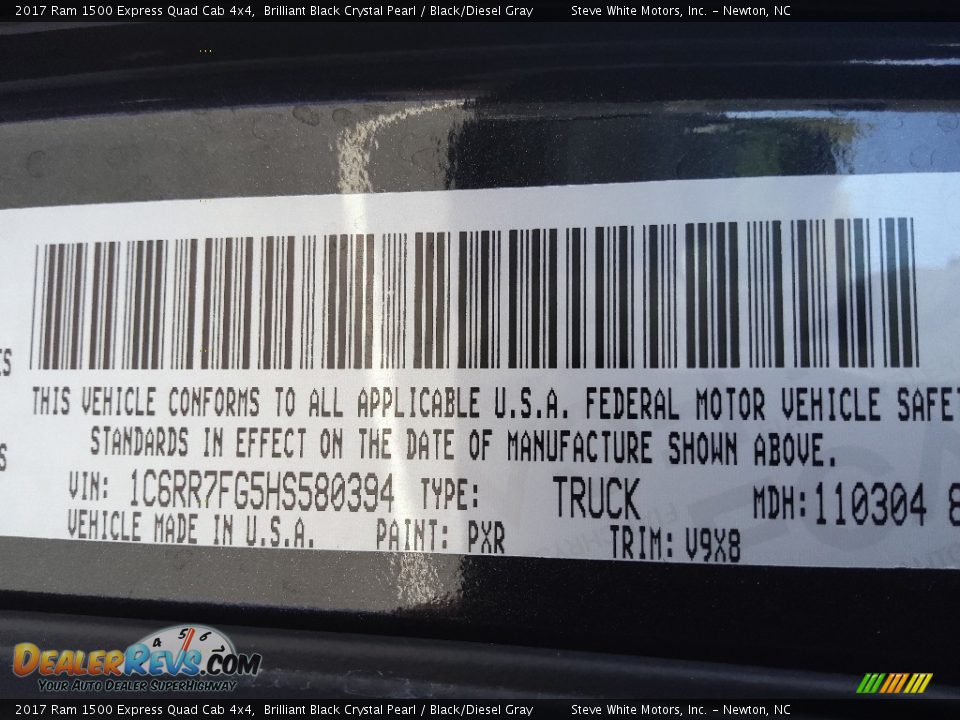 2017 Ram 1500 Express Quad Cab 4x4, Brilliant Black Crystal Pearl / Black/Diesel Gray Steve White Motors, Inc. – Newton, NC
THIS VEHICLE CONFORMS TO ALL APPLICABLE U.S.A. FEDERAL MOTOR VEHICLE SAFET
STANDARDS IN EFFECT ON THE DATE OF MANUFACTURE SHOWN ABOVE.
VIN: 1C6RR7FG5HS580394 TYPE: TRUCK MDH: 110304 8
VEHICLE MADE IN U.S.A. PAINT: PXR TRIM: V9X8
4 5 6
DealerRevs.com
Your Auto Dealer SuperHighway
2017 Ram 1500 Express Quad Cab 4x4, Brilliant Black Crystal Pearl / Black/Diesel Gray Steve White Motors, Inc. – Newton, NC